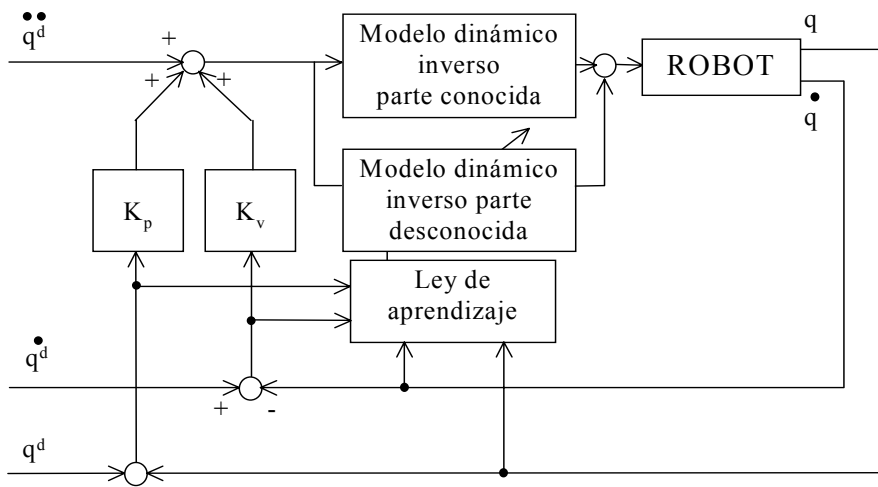 q̈ᵈ
+
+
+
Modelo dinámico
inverso
parte conocida
ROBOT
q
q̇
Modelo dinámico
inverso parte
desconocida
Kₚ
Kᵥ
Ley de
aprendizaje
q̇ᵈ
+
-
qᵈ